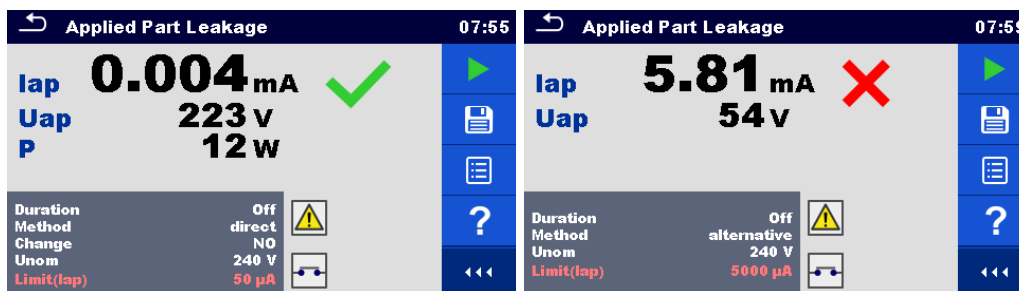 Applied Part Leakage 07:55
Iap 0.004 mA
Uap 223 V
P 12 W
Duration Off
Method direct
Change NO
Unom 240 V
Limit(Iap) 50 µA
?
Applied Part Leakage 07:59
Iap 5.81 mA
Uap 54 V
Duration Off
Method alternative
Unom 240 V
Limit(Iap) 5000 µA
?